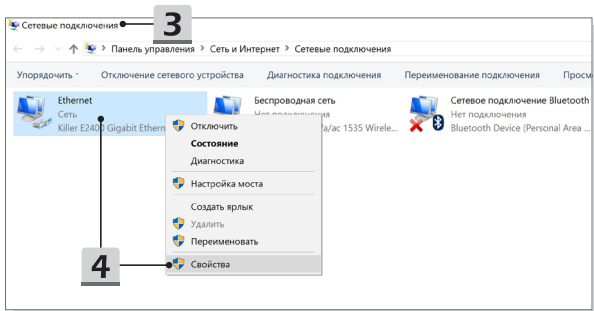 Сетевые подключения
3
Панель управления > Сеть и Интернет > Сетевые подключения
Упорядочить Отключение сетевого устройства Диагностика подключения Переименование подключения Просм
Ethernet
Сеть
Killer E2400 Gigabit Ethern
Беспроводная сеть
Нет подключения
/a/ac 1535 Wirele...
Сетевое подключение Bluetooth
Нет подключения
Bluetooth Device (Personal Area ...
Отключить
Состояние
Диагностика
Настройка моста
Создать ярлык
Удалить
Переименовать
4
Свойства